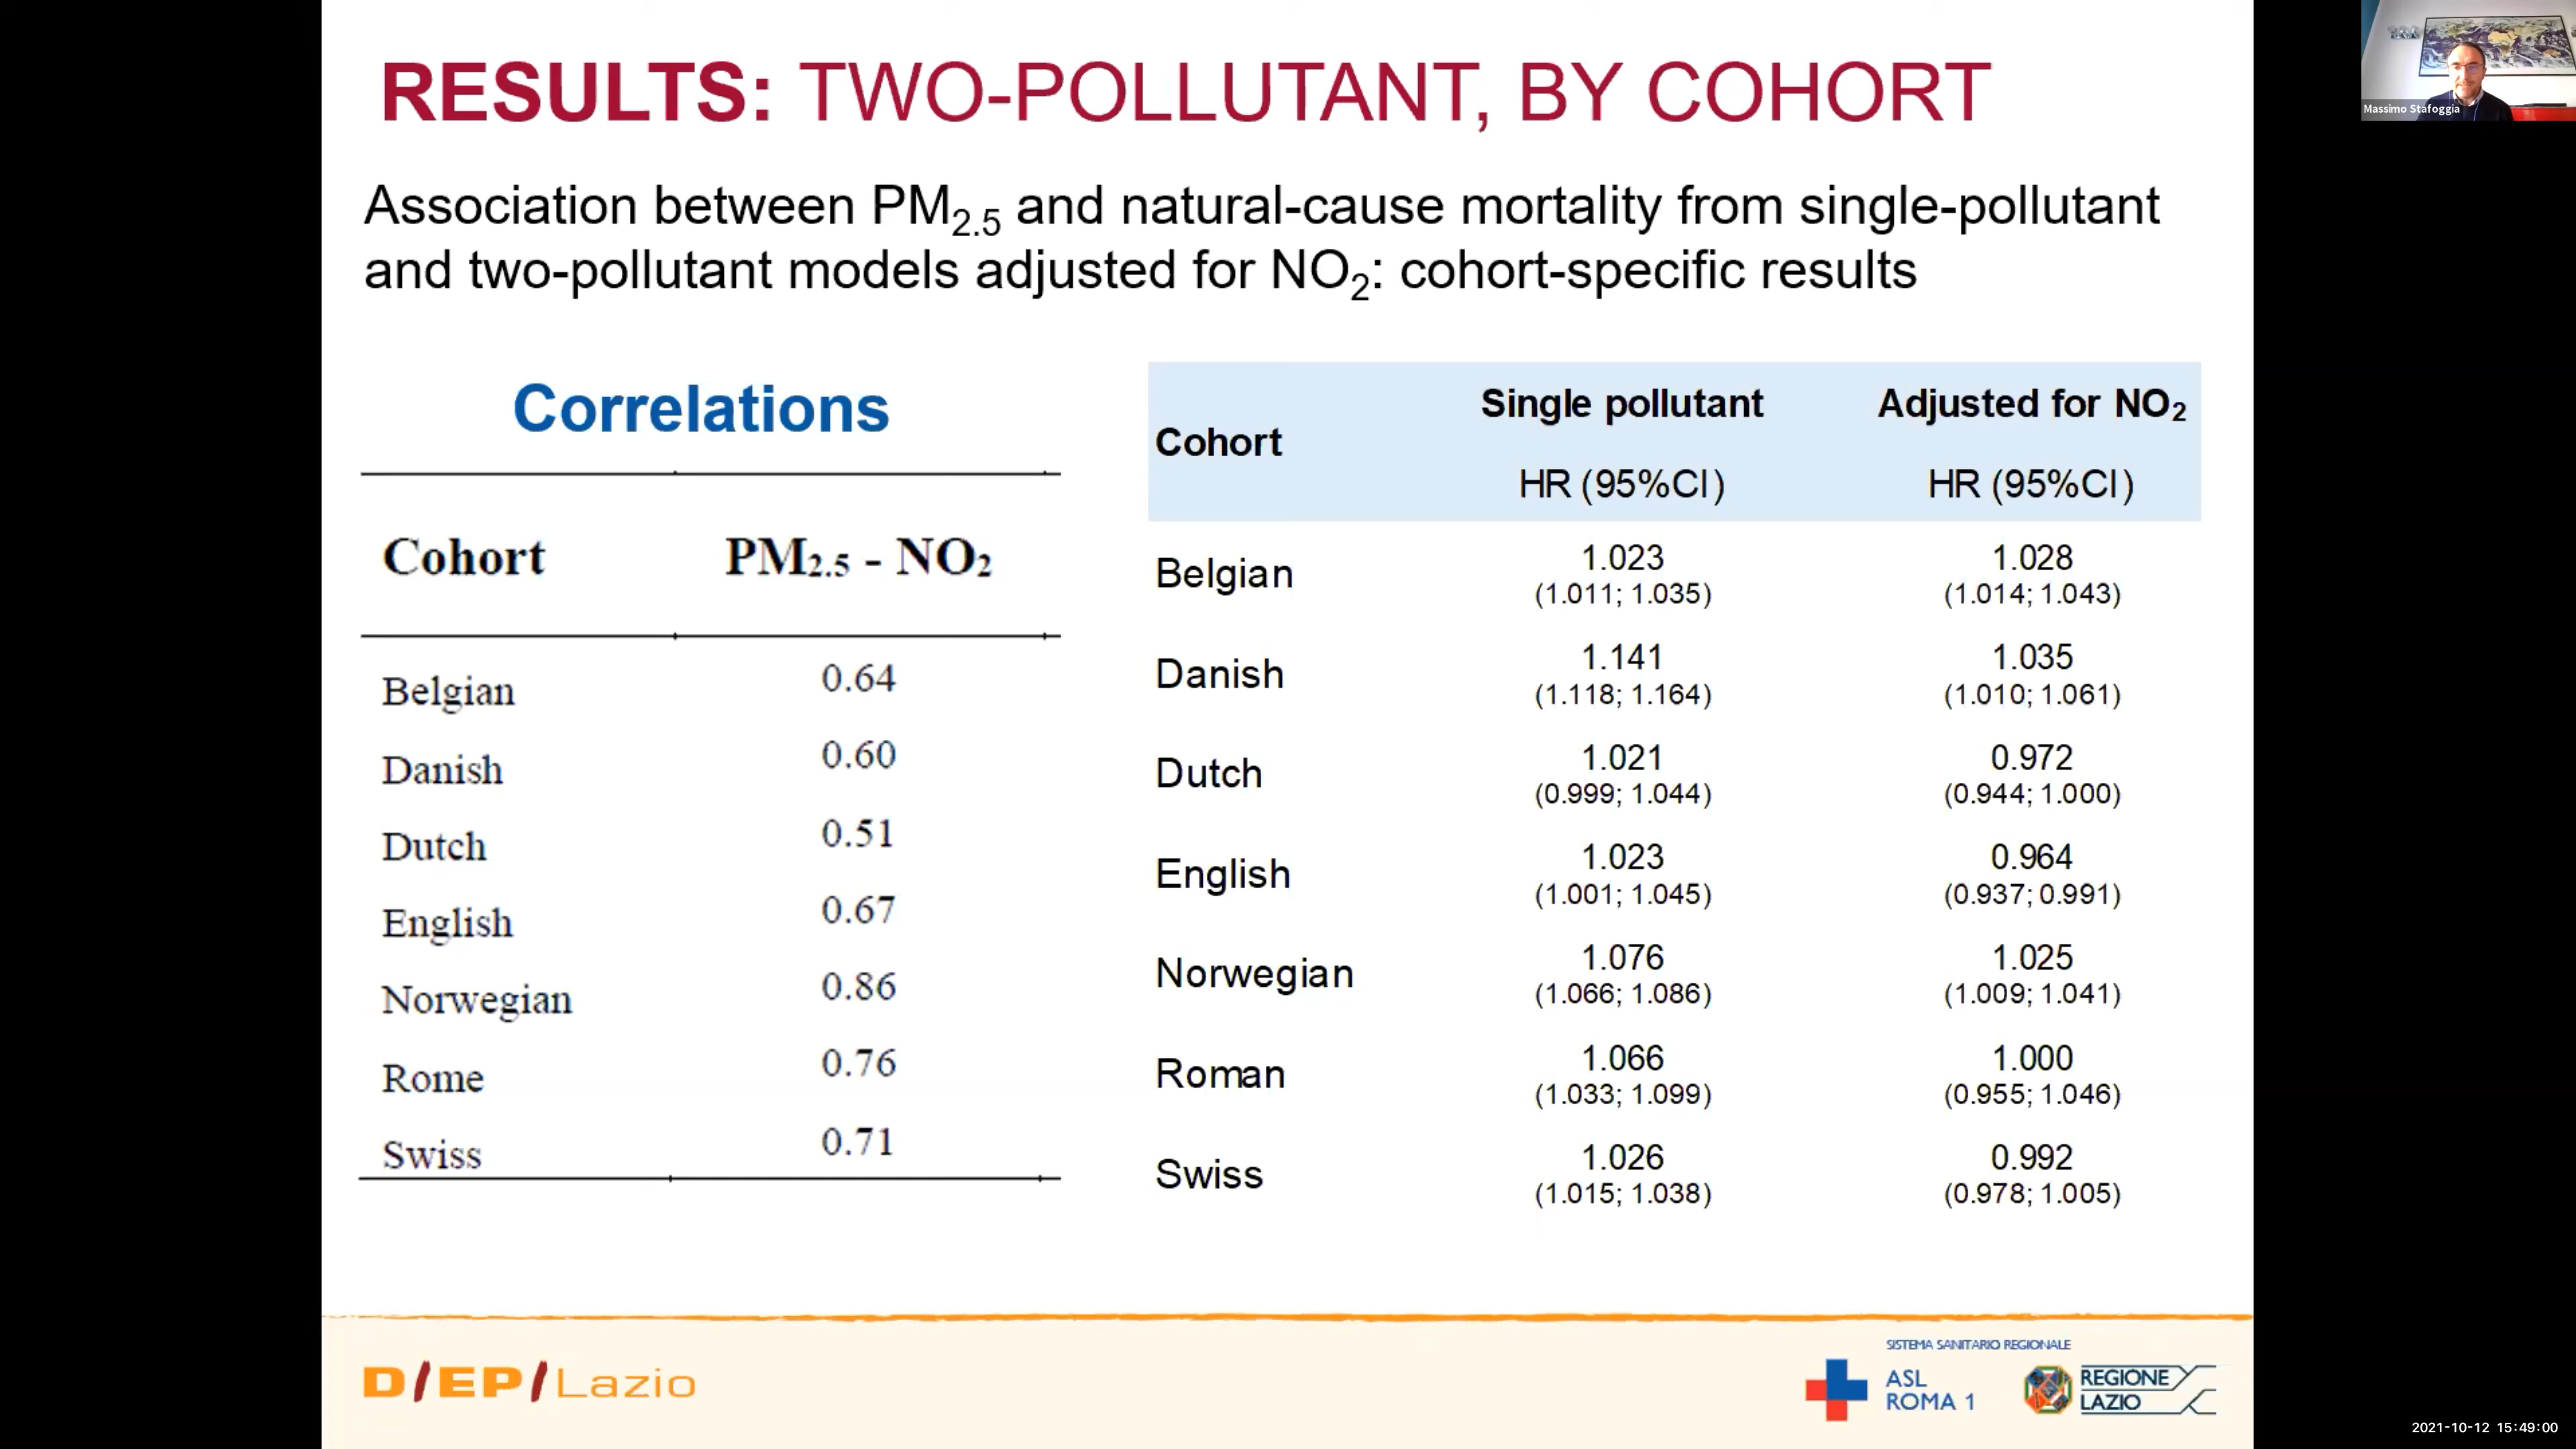 RESULTS: TWO-POLLUTANT, BY COHORT
Massimo Stafoggia
Association between PM2.5 and natural-cause mortality from single-pollutant
and two-pollutant models adjusted for NO2: cohort-specific results
Correlations
Cohort PM2.5 - NO2
Belgian 0.64
Danish 0.60
Dutch 0.51
English 0.67
Norwegian 0.86
Rome 0.76
Swiss 0.71
Cohort
Single pollutant Adjusted for NO2
HR (95%CI) HR (95%CI)
Belgian
1.023 1.028
(1.011; 1.035) (1.014; 1.043)
Danish
1.141 1.035
(1.118; 1.164) (1.010; 1.061)
Dutch
1.021 0.972
(0.999; 1.044) (0.944; 1.000)
English
1.023 0.964
(1.001; 1.045) (0.937; 0.991)
Norwegian
1.076 1.025
(1.066; 1.086) (1.009; 1.041)
Roman
1.066 1.000
(1.033; 1.099) (0.955; 1.046)
Swiss
1.026 0.992
(1.015; 1.038) (0.978; 1.005)
D/EP/Lazio
SISTEMA SANITARIO REGIONALE
ASL
ROMA 1
REGIONE
LAZIO
2021-10-12 15:49:00